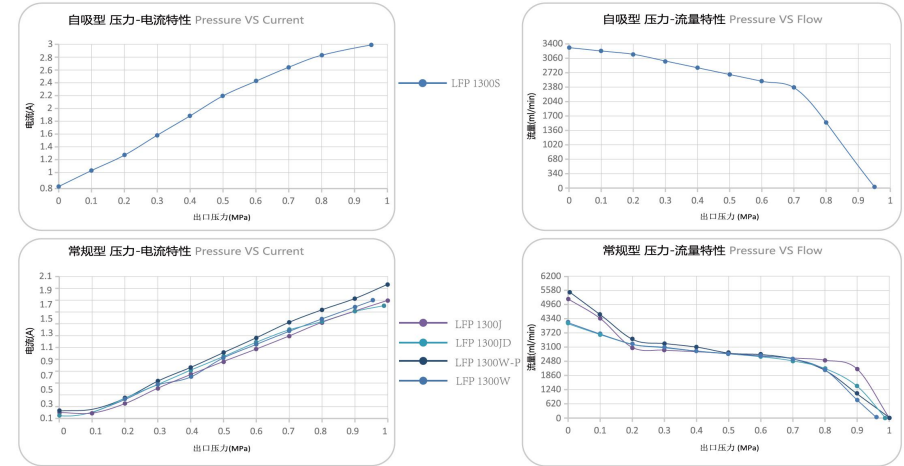 自吸型 压力-电流特性 Pressure VS Current
3
2.8
2.6
2.4
2.2
2
1.8
1.6
1.4
1.2
1
0.8
电流(A)
0 0.1 0.2 0.3 0.4 0.5 0.6 0.7 0.8 0.9 1
出口压力(MPa)
LFP 1300S
自吸型 压力-流量特性 Pressure VS Flow
3400
3060
2720
2380
2040
1700
1360
1020
680
340
0
流量(ml/min)
0 0.1 0.2 0.3 0.4 0.5 0.6 0.7 0.8 0.9 1
出口压力 (MPa)
常规型 压力-电流特性 Pressure VS Current
2.1
1.9
1.7
1.5
1.3
1.1
0.9
0.7
0.5
0.3
0.1
电流(A)
0 0.1 0.2 0.3 0.4 0.5 0.6 0.7 0.8 0.9 1
出口压力(MPa)
LFP 1300J
LFP 1300JD
LFP 1300W-P
LFP 1300W
常规型 压力-流量特性 Pressure VS Flow
6200
5580
4960
4340
3720
3100
2480
1860
1240
620
0
流量(ml/min)
0 0.1 0.2 0.3 0.4 0.5 0.6 0.7 0.8 0.9 1
出口压力(MPa)